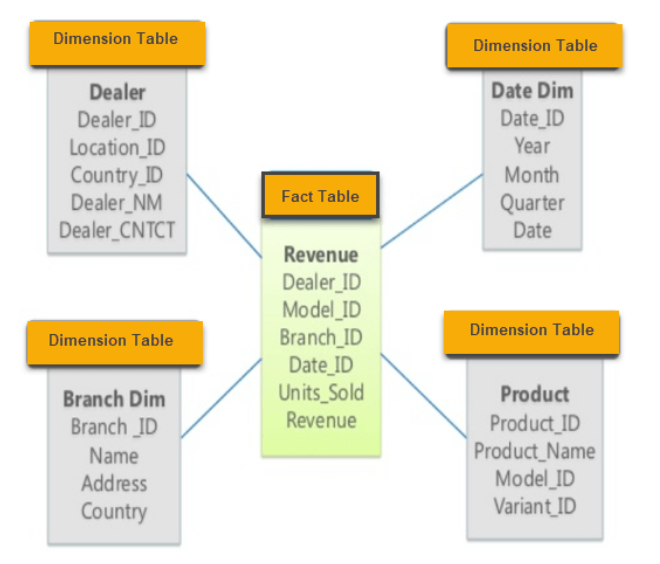 Dimension Table
Dealer
Dealer_ID
Location_ID
Country_ID
Dealer_NM
Dealer_CNTCT
Dimension Table
Date Dim
Date_ID
Year
Month
Quarter
Date
Fact Table
Revenue
Dealer_ID
Model_ID
Branch_ID
Date_ID
Units_Sold
Revenue
Dimension Table
Branch Dim
Branch _ID
Name
Address
Country
Dimension Table
Product
Product_ID
Product_Name
Model_ID
Variant_ID